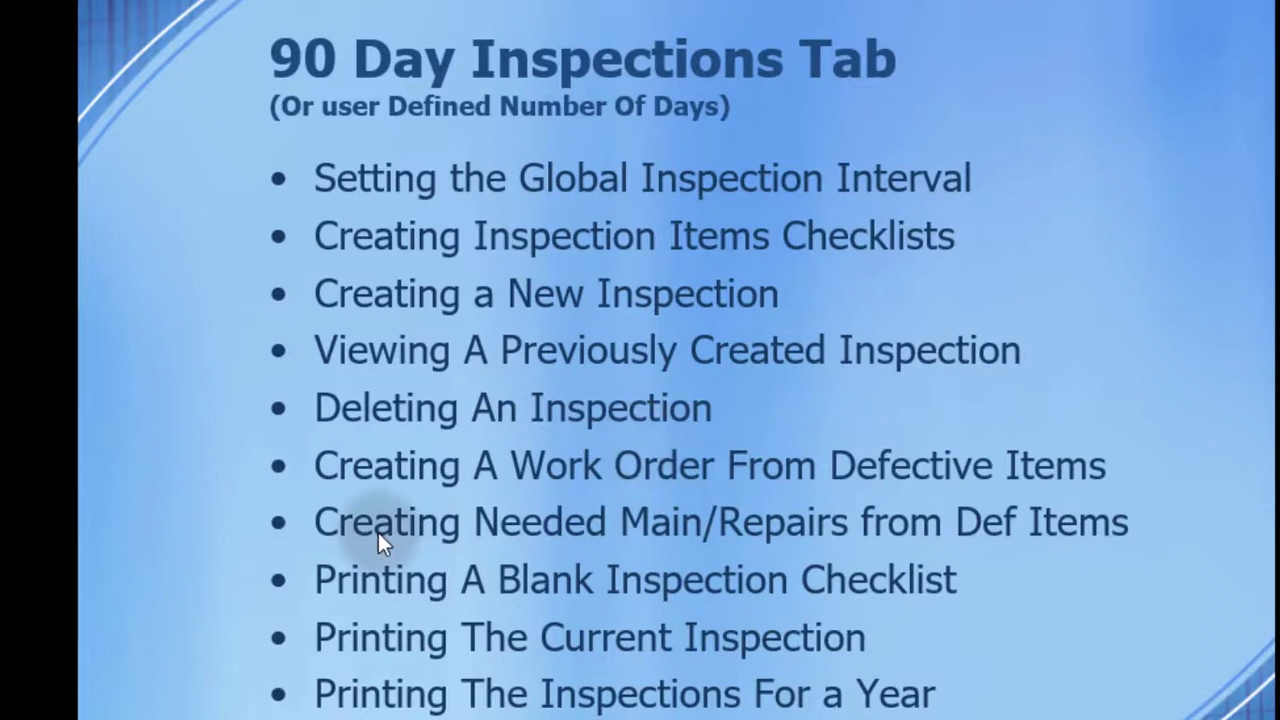 90 Day Inspections Tab
(Or user Defined Number Of Days)
• Setting the Global Inspection Interval
• Creating Inspection Items Checklists
• Creating a New Inspection
• Viewing A Previously Created Inspection
• Deleting An Inspection
• Creating A Work Order From Defective Items
• Creating Needed Main/Repairs from Def Items
• Printing A Blank Inspection Checklist
• Printing The Current Inspection
• Printing The Inspections For a Year